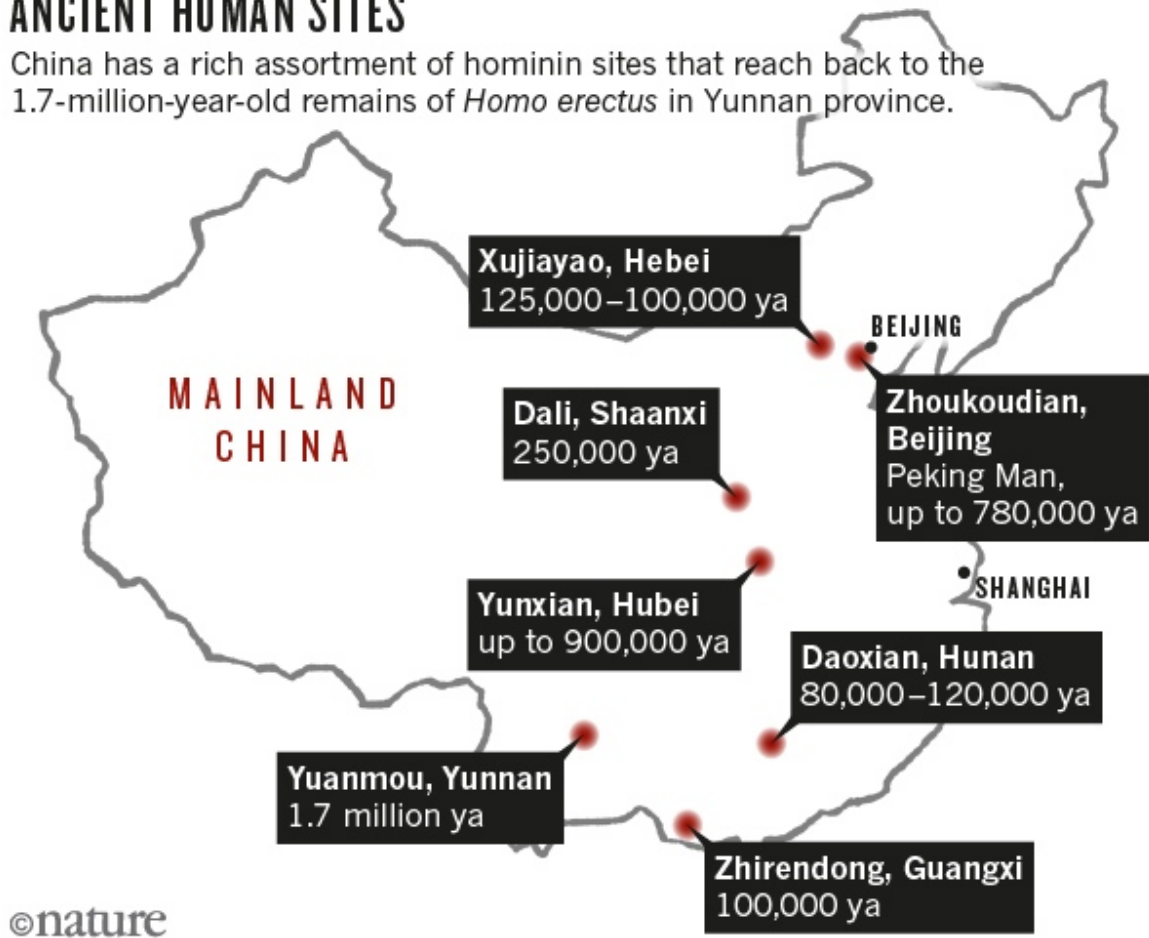 ANCIENT HUMAN SITES
China has a rich assortment of hominin sites that reach back to the
1.7-million-year-old remains of Homo erectus in Yunnan province.
Xujiayao, Hebei
125,000–100,000 ya
BEIJING
MAINLAND
CHINA
Dali, Shaanxi
250,000 ya
Zhoukoudian,
Beijing
Peking Man,
up to 780,000 ya
SHANGHAI
Yunxian, Hubei
up to 900,000 ya
Daoxian, Hunan
80,000–120,000 ya
Yuanmou, Yunnan
1.7 million ya
Zhirendong, Guangxi
100,000 ya
©nature